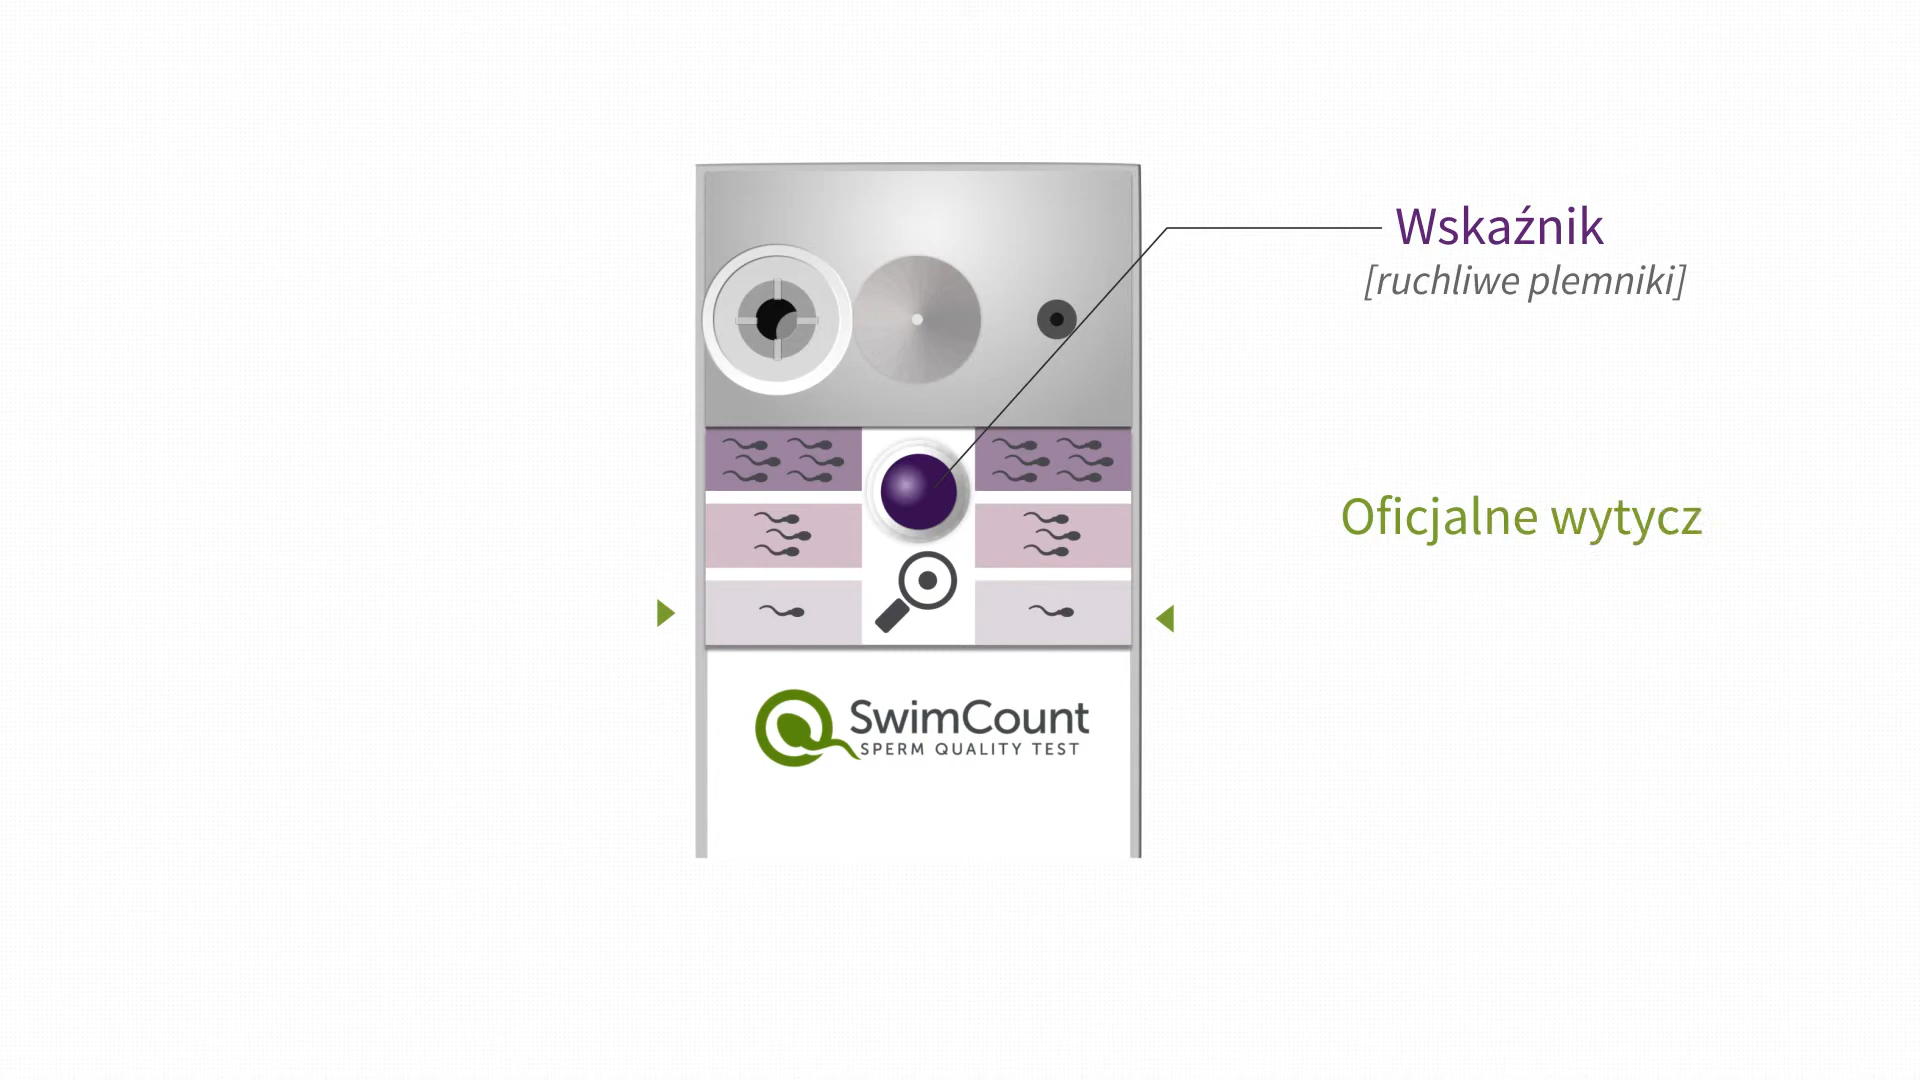 Wskaźnik
[ruchliwe plemniki]
Oficjalne wytycz
SwimCount
SPERM QUALITY TEST